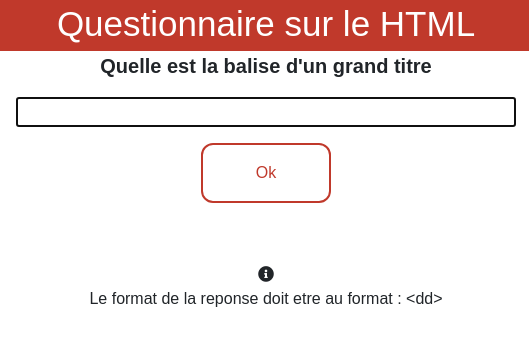 Questionnaire sur le HTML
Quelle est la balise d'un grand titre
Ok
Le format de la reponse doit etre au format : <dd>